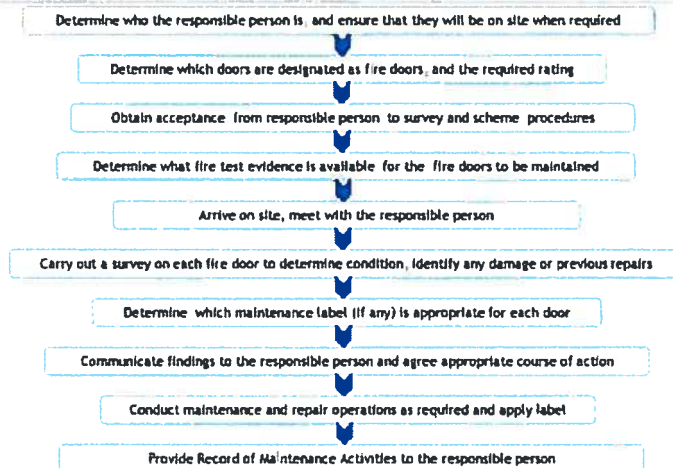 Determine who the responsible person is, and ensure that they will be on site when required
Determine which doors are designated as fire doors, and the required rating
Obtain acceptance from responsible person to survey and scheme procedures
Determine what fire test evidence is available for the fire doors to be maintained
Arrive on site, meet with the responsible person
Carry out a survey on each fire door to determine condition, identify any damage or previous repairs
Determine which maintenance label (if any) is appropriate for each door
Communicate findings to the responsible person and agree appropriate course of action
Conduct maintenance and repair operations as required and apply label
Provide Record of Maintenance Activities to the responsible person